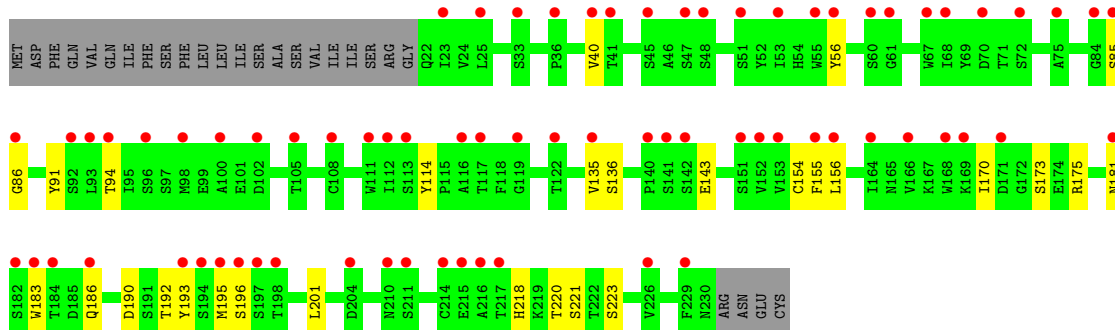 MET ASP PHE GLN VAL GLN ILE PHE SER PHE LEU LEU ILE SER ALA SER VAL ILE ILE SER ARG GLY Q22 I23 V24 L25 S33 P36 V40 T41 S45 A46 S47 S48 S51 Y52 I53 H54 W55 Y56 S60 G61 W67 I68 Y69 D70 T71 S72 A75 G84 S85
G86 Y91 S92 L93 T94 I95 S96 S97 M98 E99 A100 E101 D102 T105 C108 W111 I112 S113 Y114 P115 A116 T117 F118 G119 T122 V135 S136 P140 S141 S142 E143 S151 V152 V153 C154 F155 L156 I164 N165 V166 K167 W168 K169 I170 D171 G172 S173 E174 R175 N181
S182 W183 T184 D185 Q186 D190 S191 T192 Y193 S194 M195 S196 S197 T198 L201 D204 N210 S211 C214 E215 A216 T217 H218 K219 T220 S221 T222 S223 V226 F229 N230 ARG ASN GLU CYS